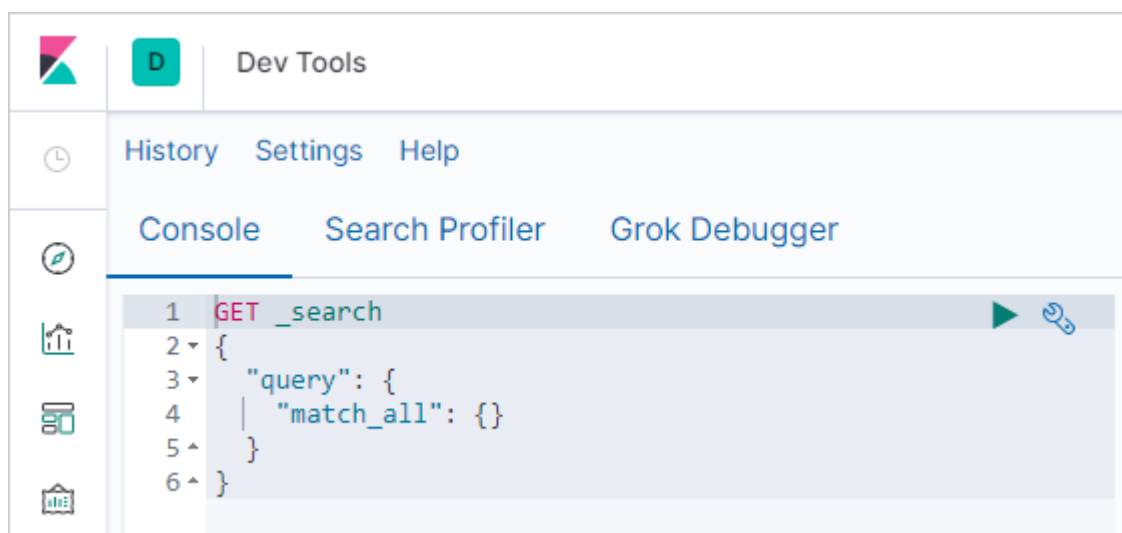 D Dev Tools
History Settings Help
Console Search Profiler Grok Debugger
1 GET _search
2 {
3 "query": {
4 "match_all": {}
5 }
6 }